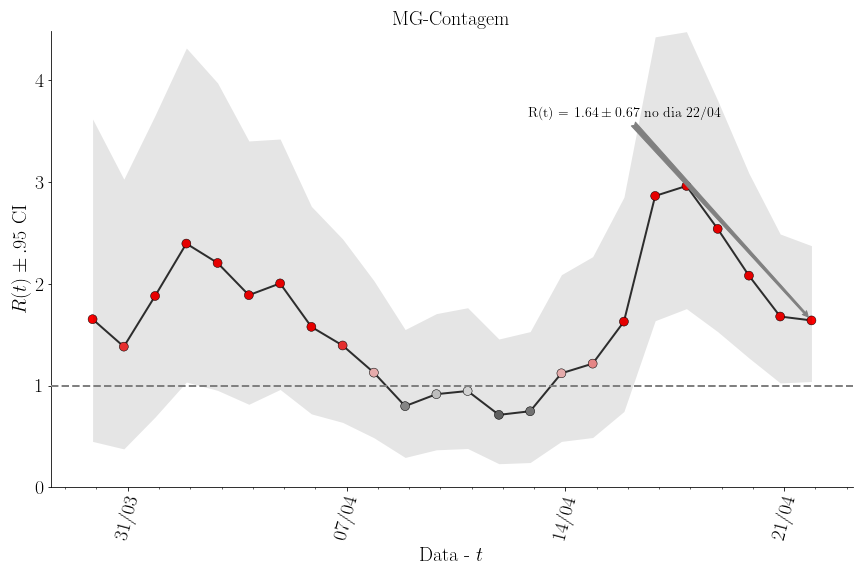 MG-Contagem
R(t) = 1.64 ± 0.67 no dia 22/04
R(t) ± .95 CI
4
3
2
1
0
31/03
07/04
14/04
21/04
Data - t